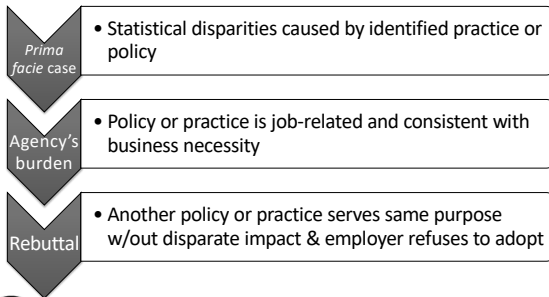 Prima
facie case
• Statistical disparities caused by identified practice or
policy
Agency's
burden
• Policy or practice is job-related and consistent with
business necessity
Rebuttal
• Another policy or practice serves same purpose
w/out disparate impact & employer refuses to adopt